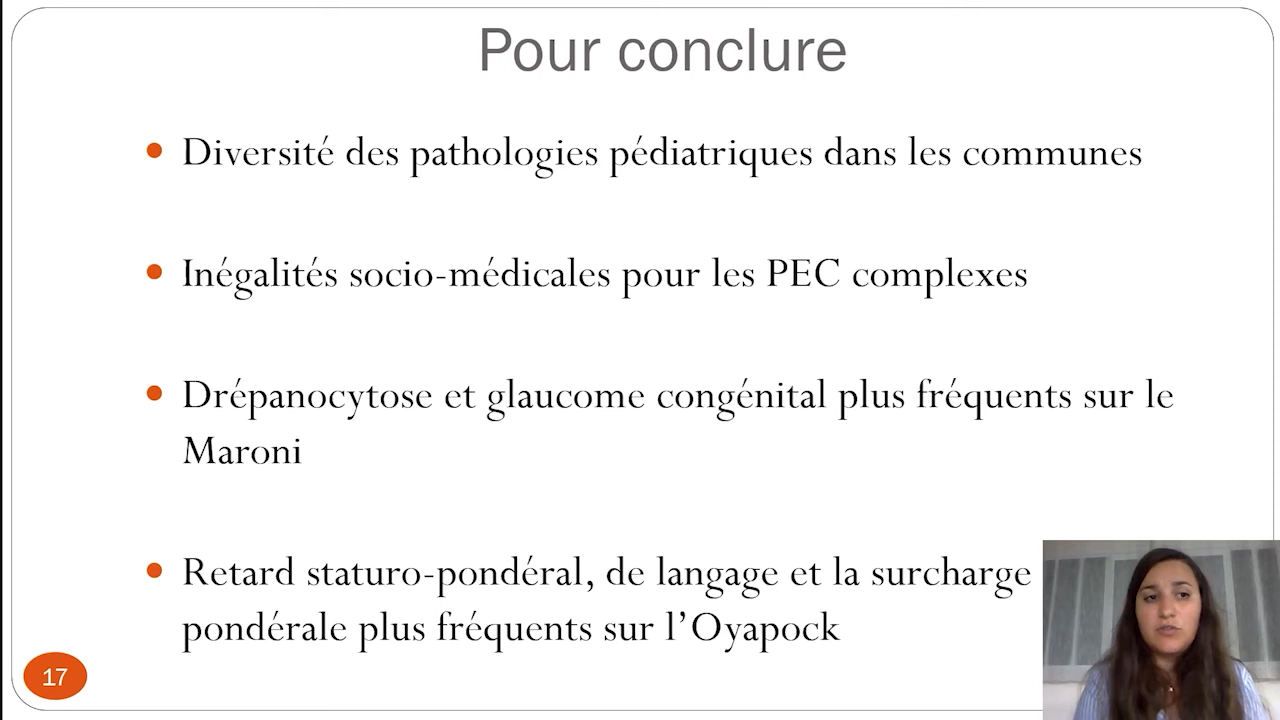 Pour conclure
• Diversité des pathologies pédiatriques dans les communes
• Inégalités socio-médicales pour les PEC complexes
• Drépanocytose et glaucome congénital plus fréquents sur le
Maroni
• Retard staturo-pondéral, de langage et la surcharge
pondérale plus fréquents sur l’Oyapock
17